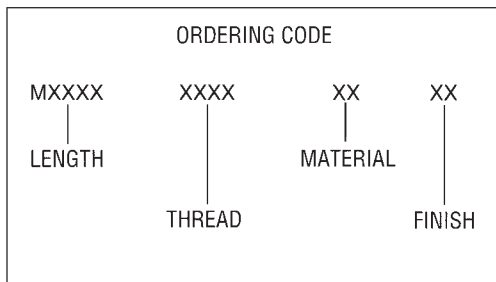 ORDERING CODE
MXXXX XXXX XX XX
LENGTH MATERIAL
THREAD FINISH